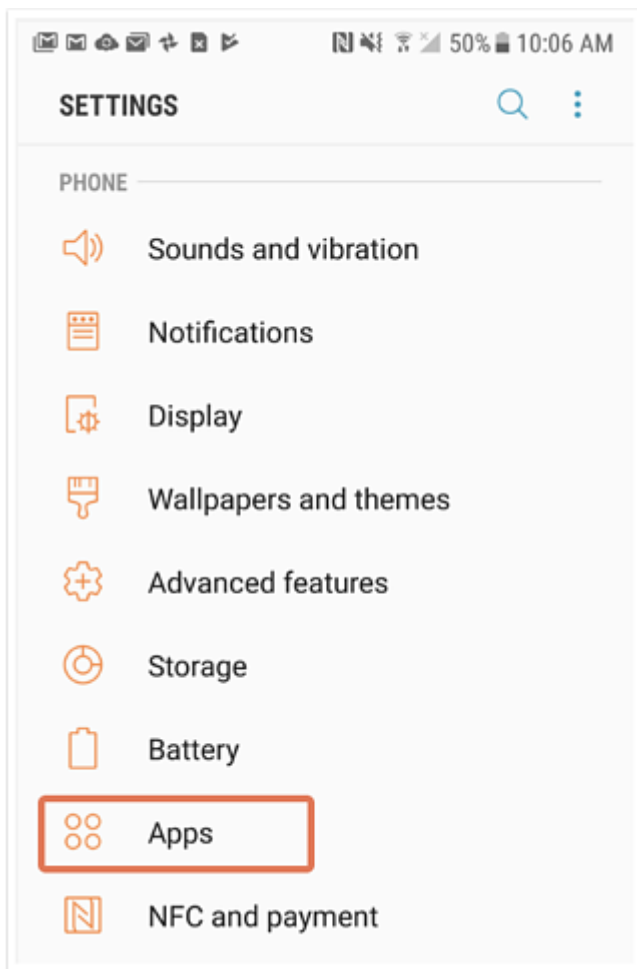 50% 10:06 AM
SETTINGS
PHONE
Sounds and vibration
Notifications
Display
Wallpapers and themes
Advanced features
Storage
Battery
Apps
NFC and payment